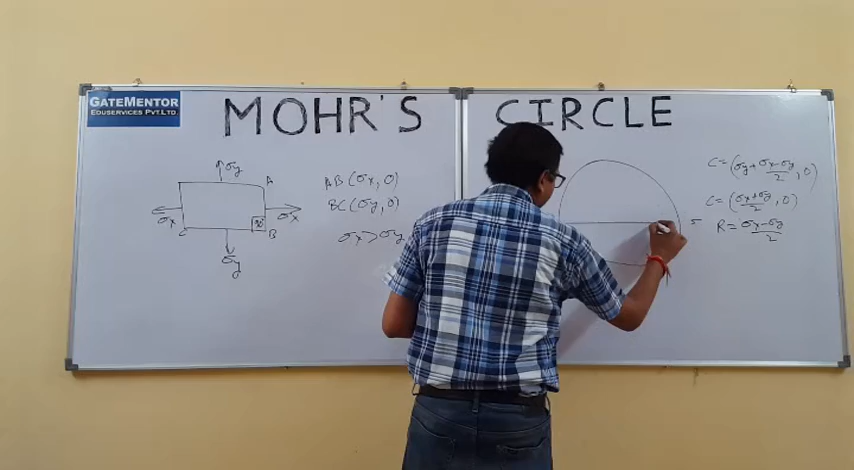 GATEMENTOR
EDUSERVICES PVT.LTD.
MOHR'S CIRCLE
σy
A
σx
σx
90°
C
B
σy
AB (σx, 0)
BC (σy, 0)
σx > σy
C = (σy + σx-σy/2, 0)
C = (σx+σy/2, 0)
R = σx-σy/2